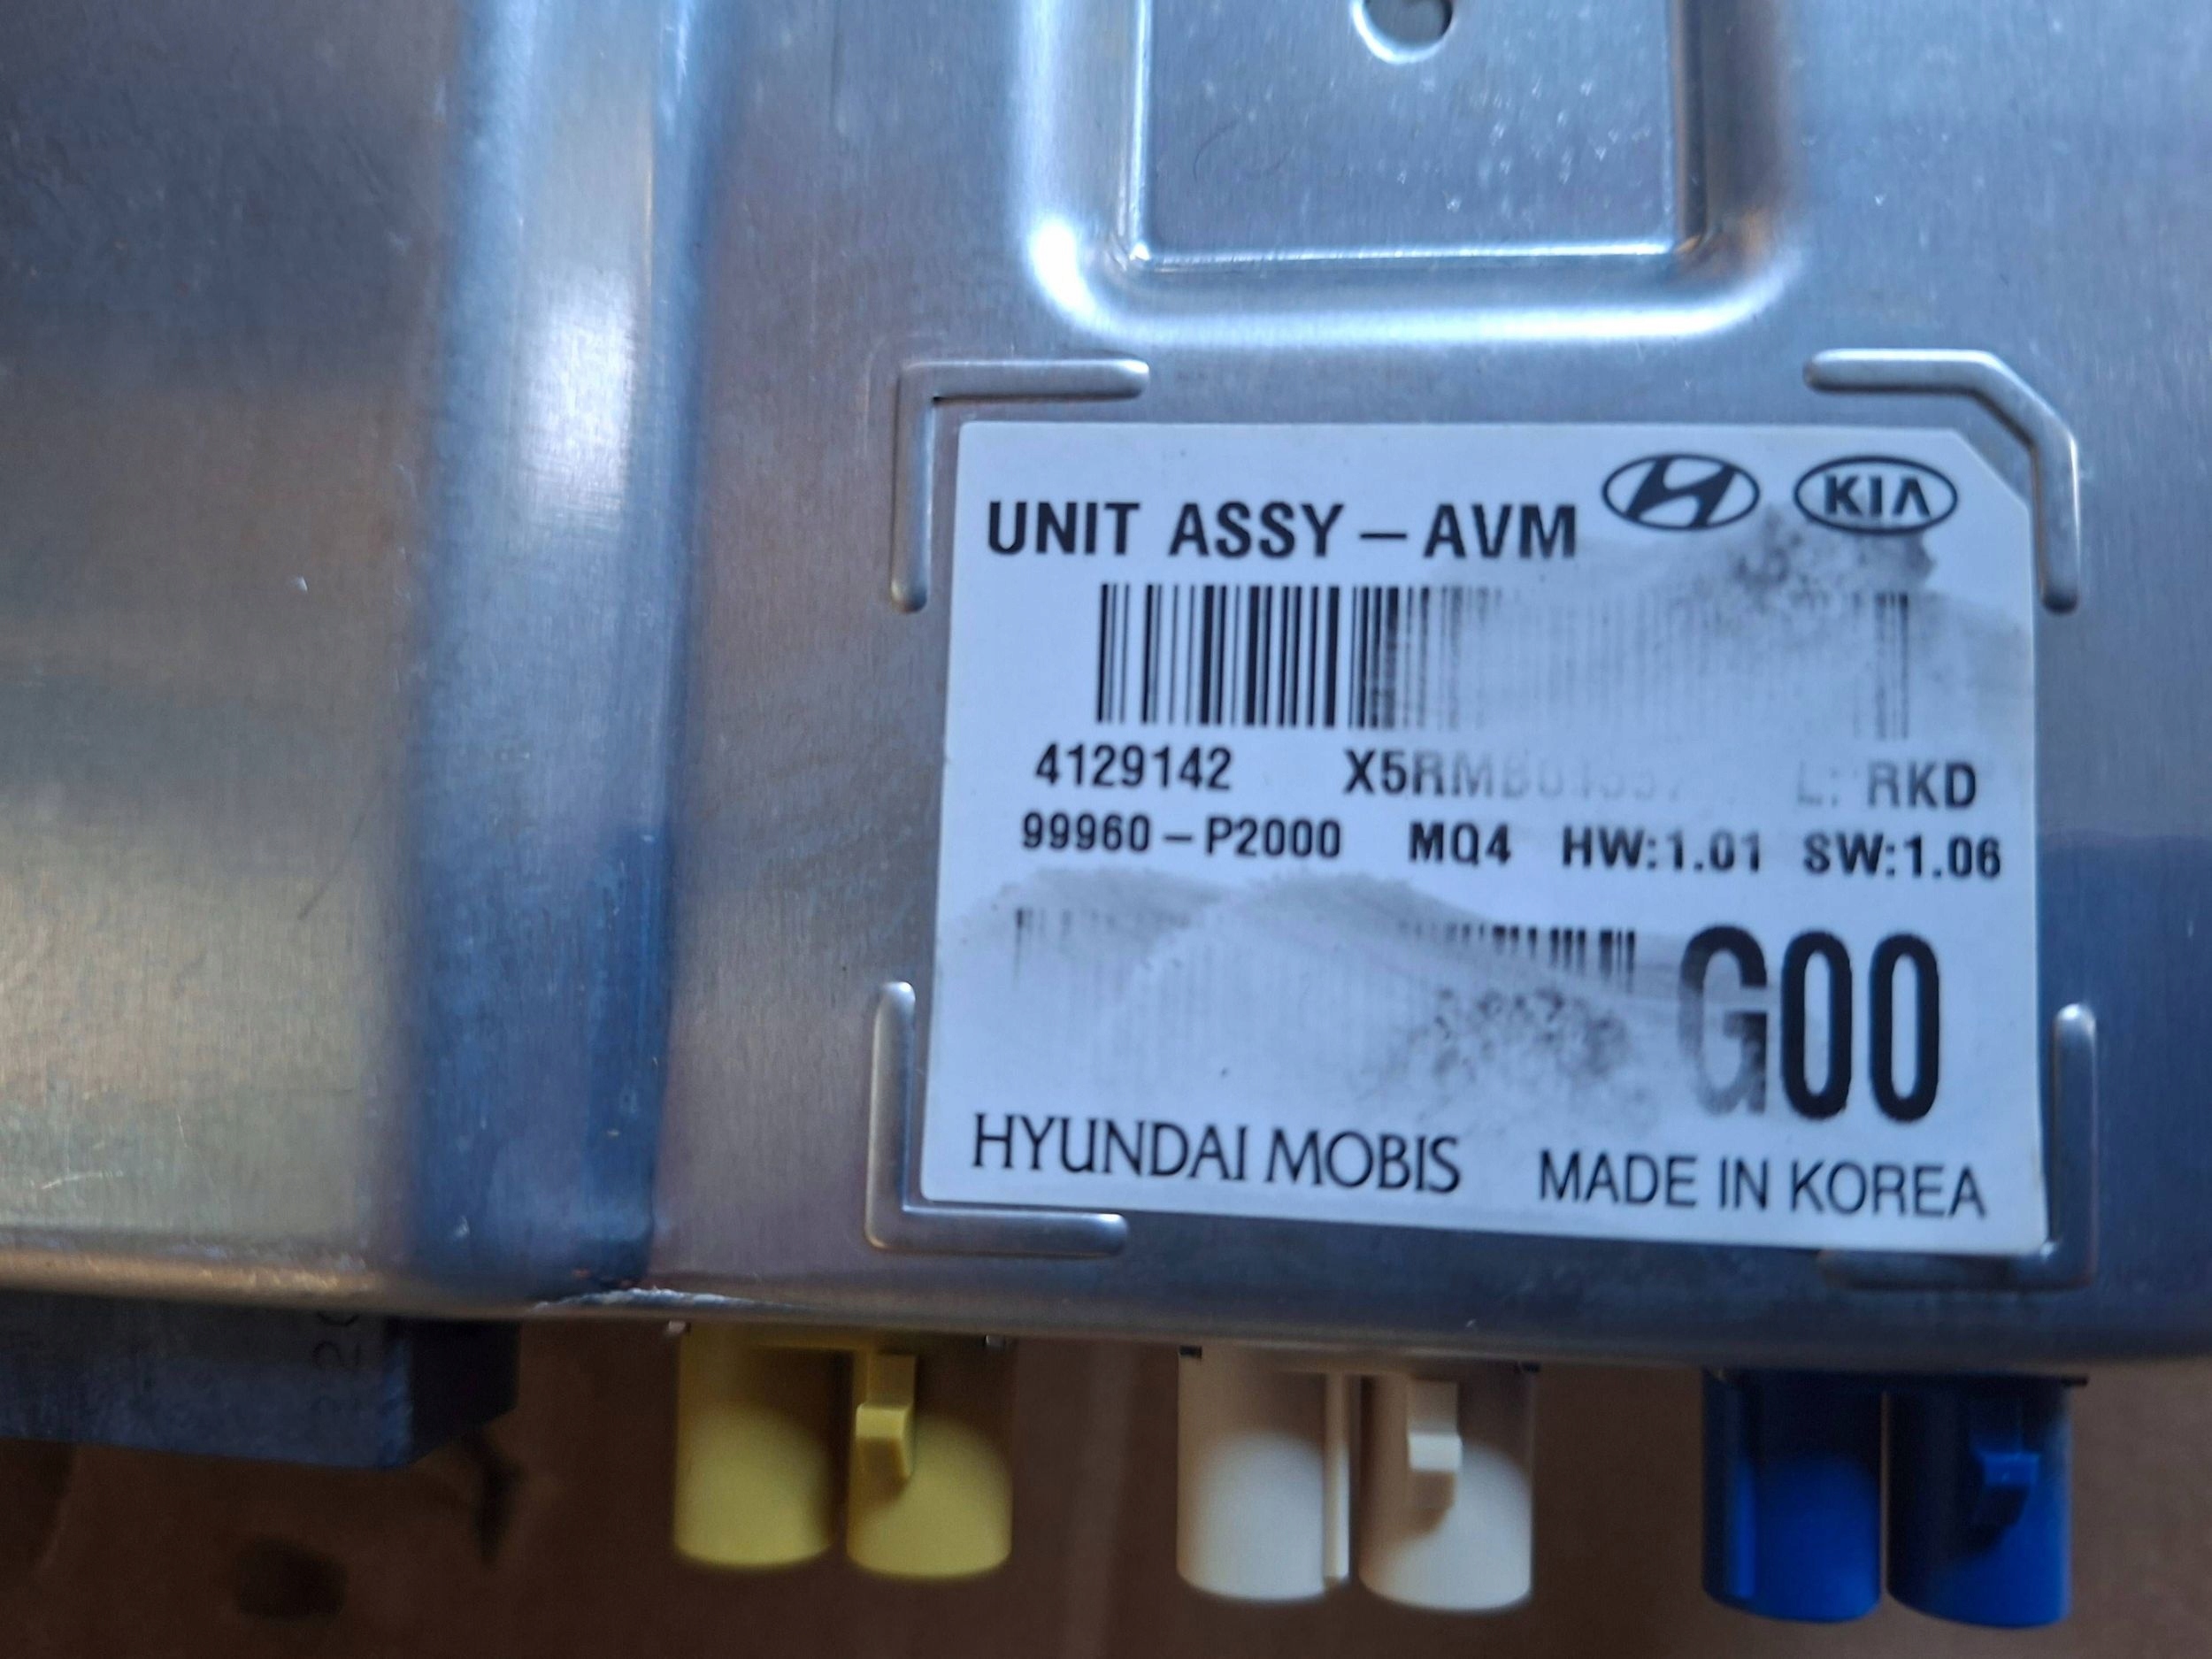 UNIT ASSY-AVM KIA
4129142 RKD
99960-P2000 MQ4 HW:1.01 SW:1.06
G00
HYUNDAI MOBIS MADE IN KOREA